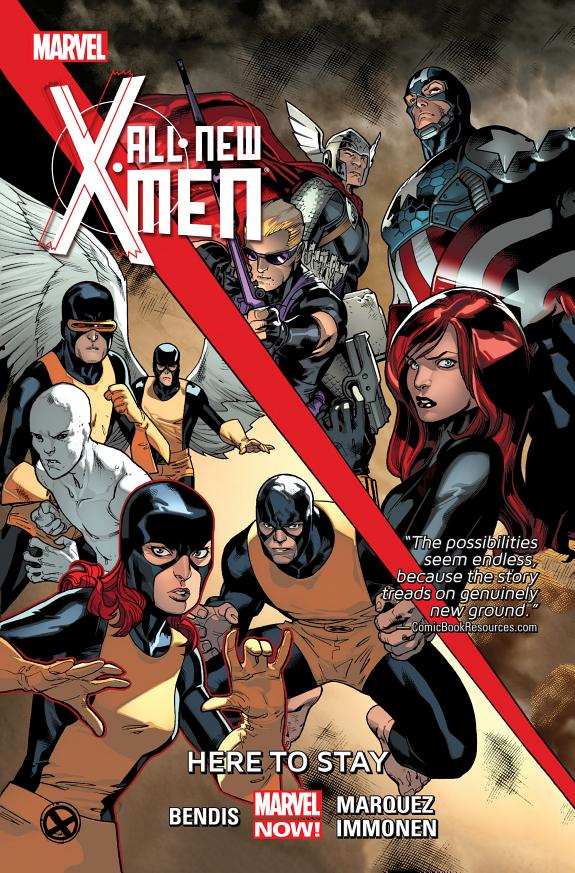 MARVEL
ALL·NEW
X·MEN
"The possibilities
seem endless,
because the story
treads on genuinely
new ground."
—ComicBookResources.com
HERE TO STAY
BENDIS
MARVEL
NOW!
MARQUEZ
IMMONEN